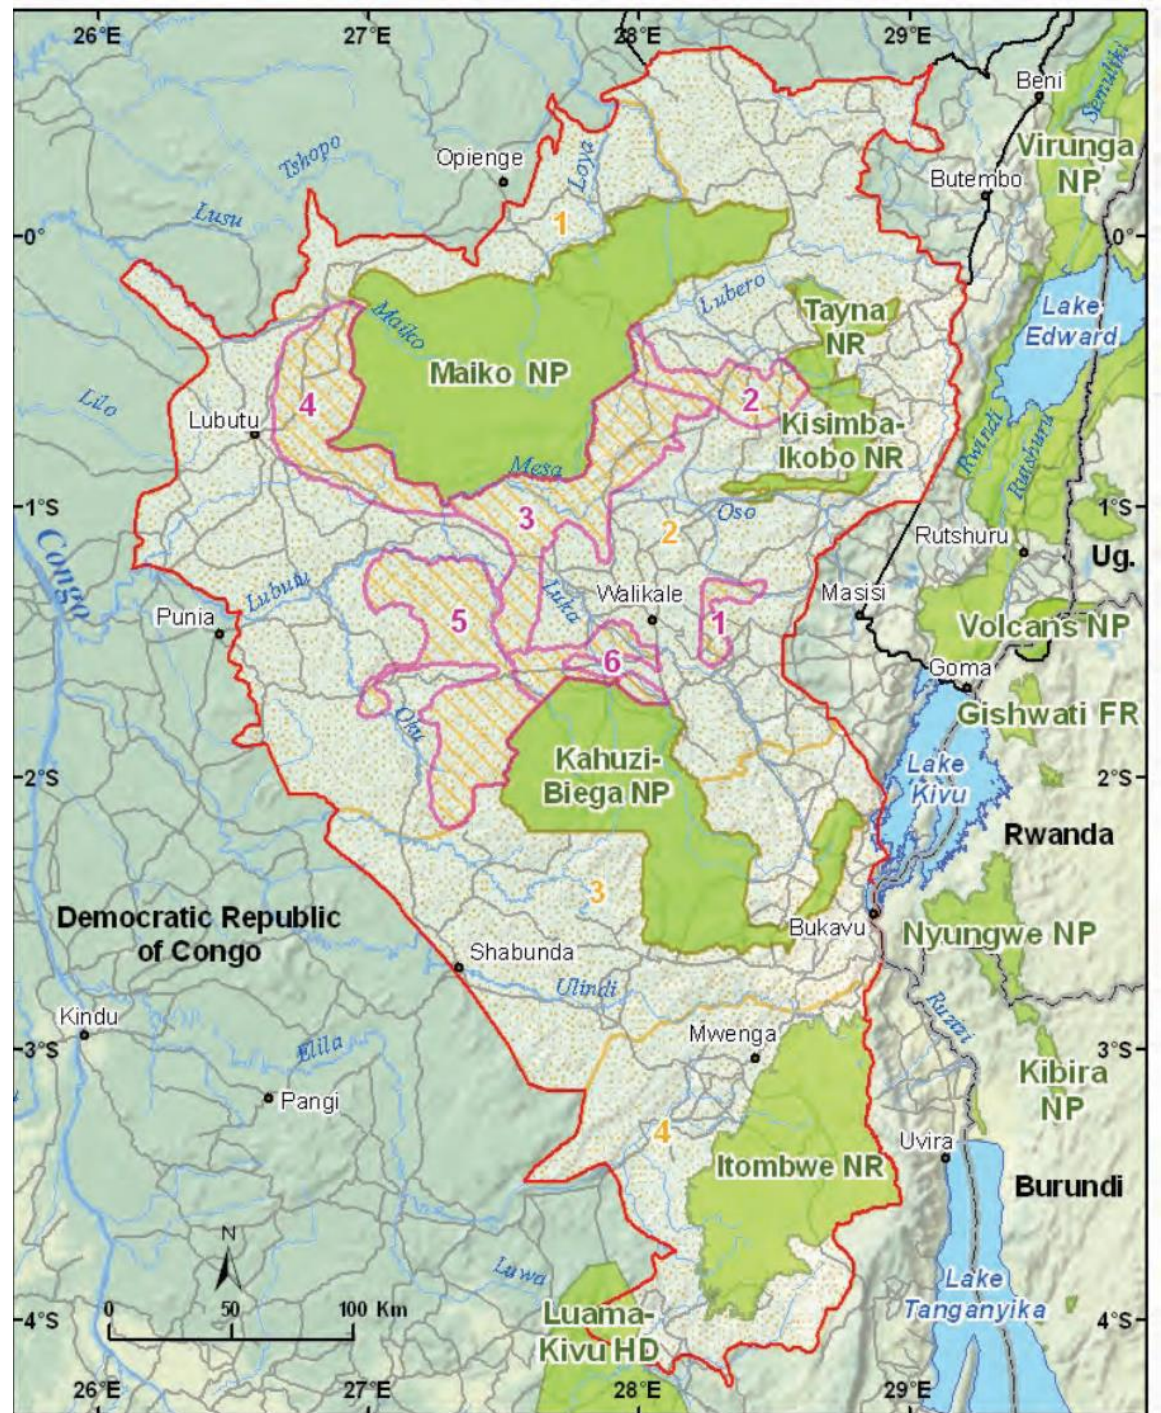 26°E
27°E
28°E
29°E
Beni
Semuliki
Virunga
NP
Tshopo
Opienge
Loya
Butembo
Lusu
1
0°
0°
Lubero
Lake
Edward
Maiko
Tayna
NR
Maiko NP
Lilo
4
2
Lubutu
Kisimba-
Ikobo NR
Rwindi
Rutshuru
Mesa
1°S
1°S
3
Oso
2
Rutshuru
Ug.
Congo
Lubutu
Luka
Walikale
Masisi
Punia
5
1
Volcans NP
6
Goma
Oku
Gishwati FR
Kahuzi-
Biega NP
Lake
Kivu
2°S
2°S
Rwanda
3
Democratic Republic
of Congo
Bukavu
Nyungwe NP
Shabunda
Ulindi
Ruzizi
Kindu
Mwenga
3°S
3°S
Elila
Kibira
NP
Pangi
4
Uvira
Itombwe NR
Burundi
N
Luwa
Lake
Tanganyika
0
50
100 Km
Luama-
Kivu HD
4°S
4°S
26°E
27°E
28°E
29°E